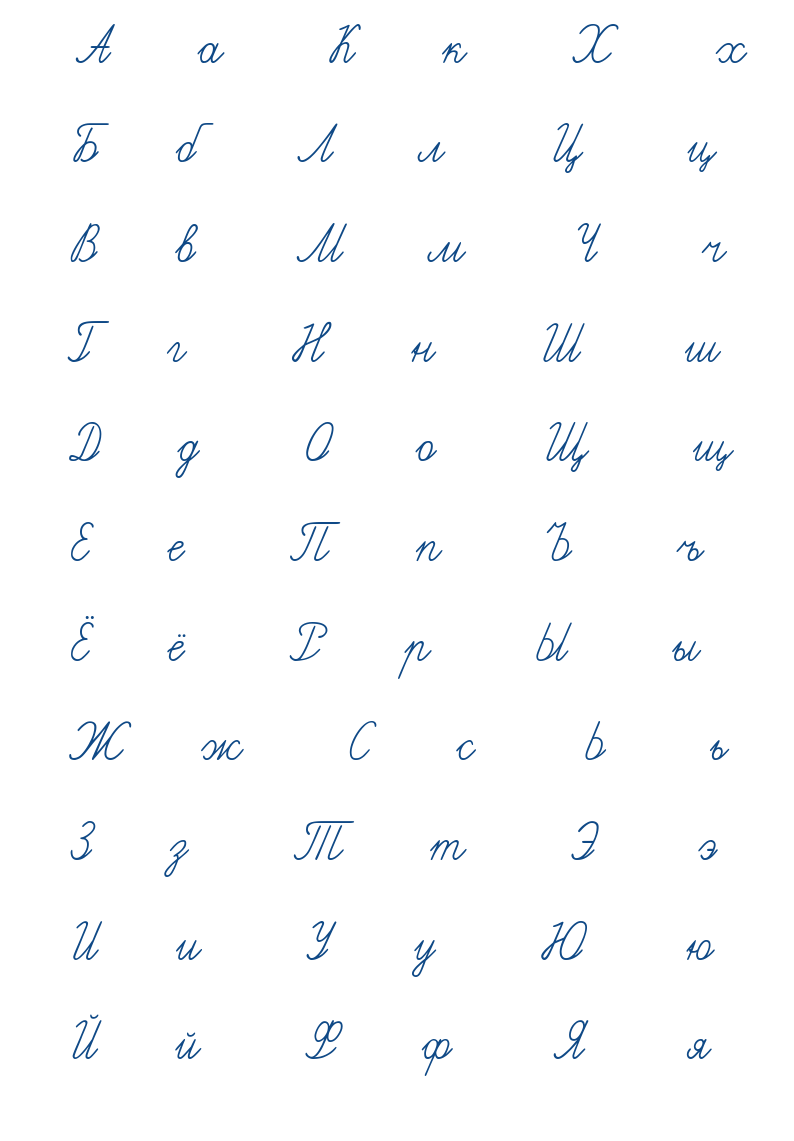 А а К к Х х
Б б Л л Ц ц
В в М м Ч ч
Г г Н н Ш ш
Д д О о Щ щ
Е е П п Ъ ъ
Ё ё Р р Ы ы
Ж ж С с Ь ь
З з Т т Э э
И и У у Ю ю
Й й Ф ф Я я